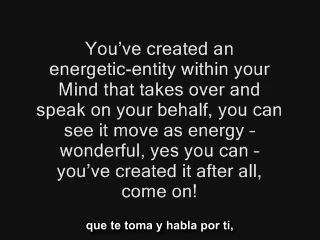 You've created an
energetic-entity within your
Mind that takes over and
speak on your behalf, you can
see it move as energy –
wonderful, yes you can –
you've created it after all,
come on!
que te toma y habla por ti,